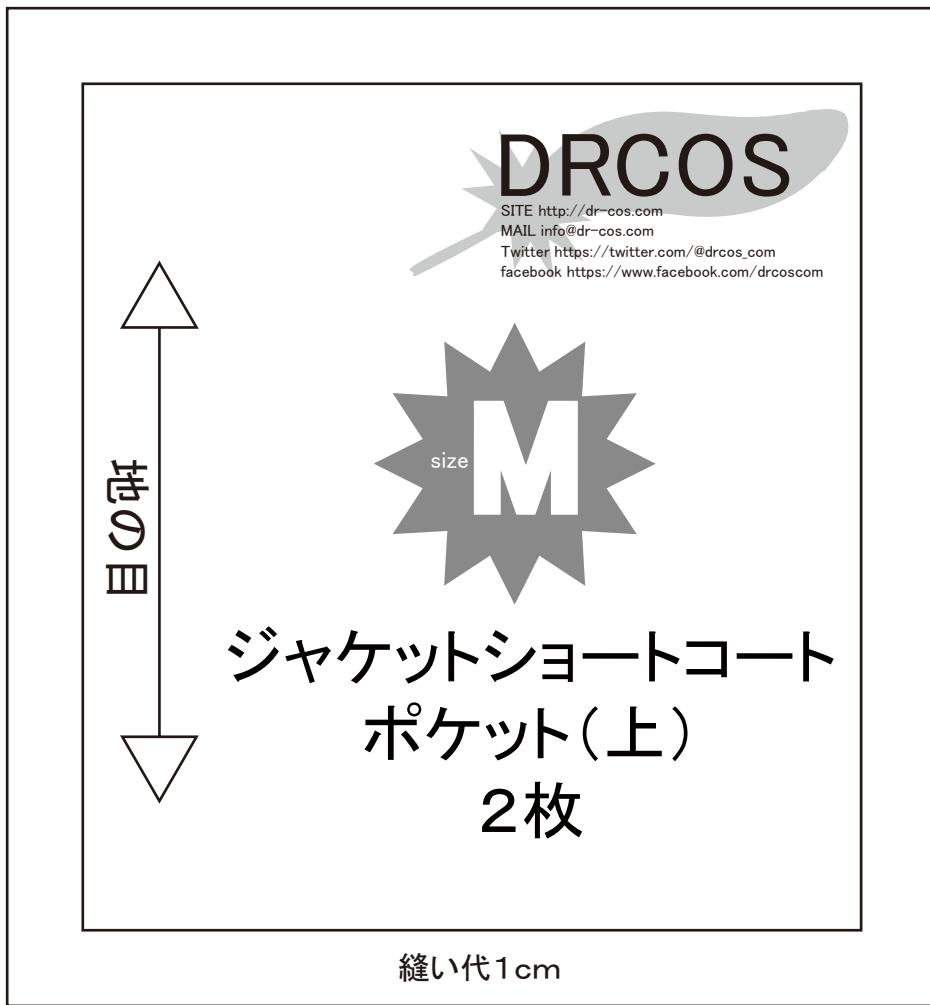 DRCOS
SITE http://dr-cos.com
MAIL info@dr-cos.com
Twitter https://twitter.com/@drcos_com
facebook https://www.facebook.com/drcoscom
size M
地の目
ジャケットショートコート
ポケット（上）
２枚
縫い代1cm